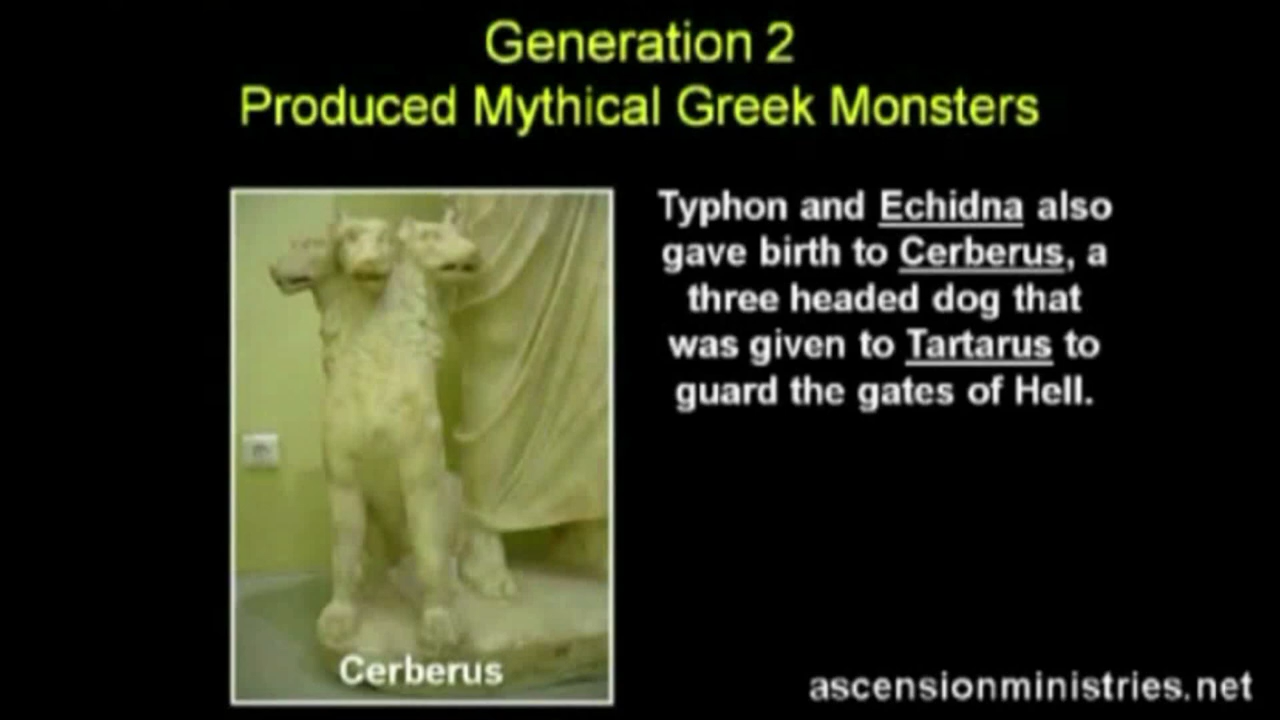 Generation 2
Produced Mythical Greek Monsters
Typhon and Echidna also
gave birth to Cerberus, a
three headed dog that
was given to Tartarus to
guard the gates of Hell.
Cerberus
ascensionministries.net